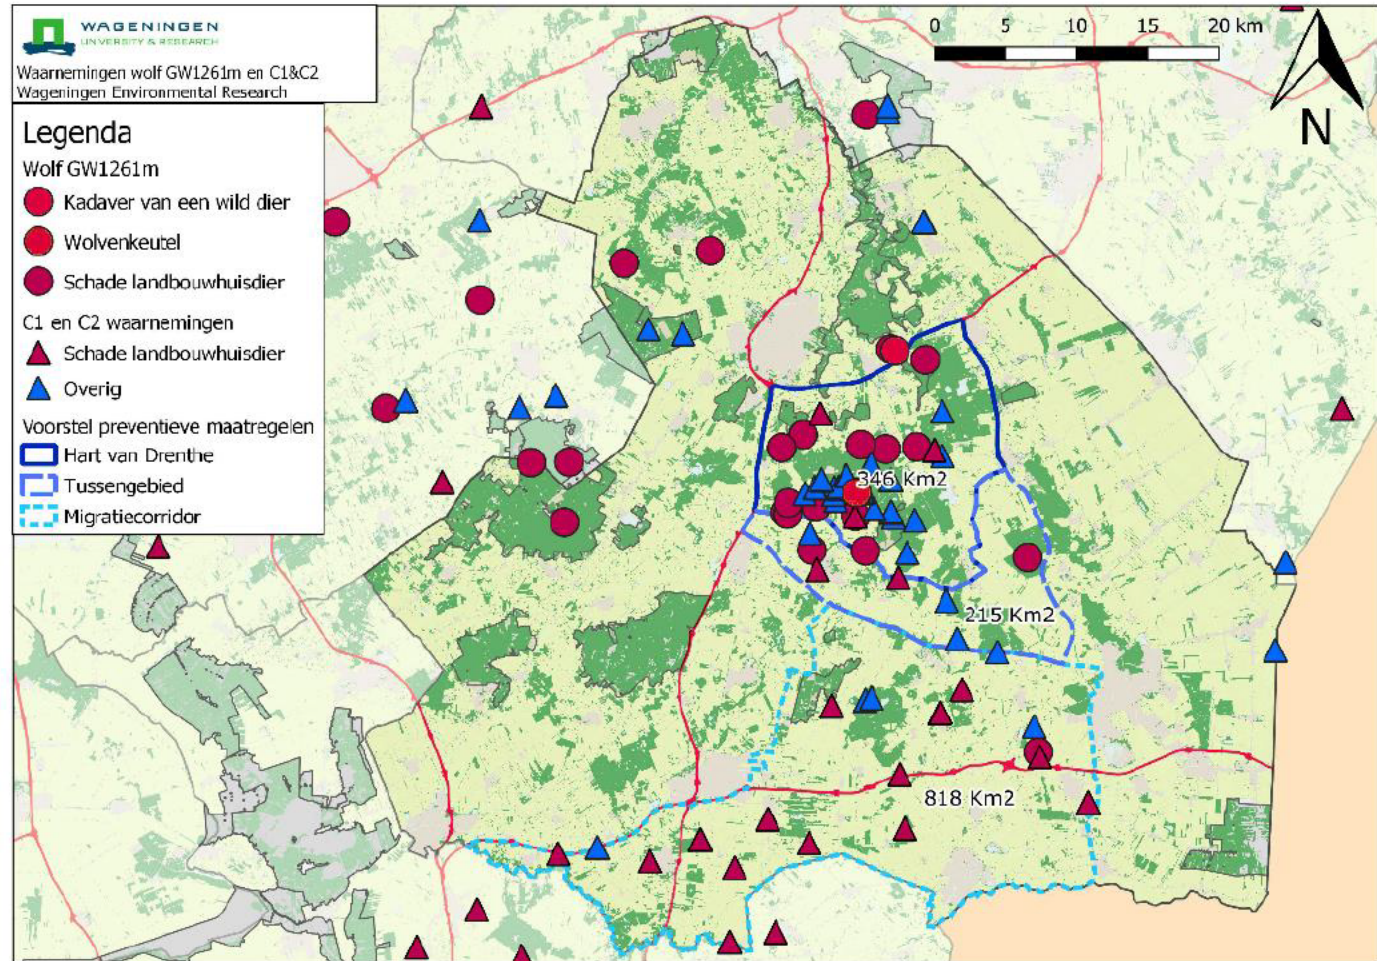 WAGENINGEN
UNIVERSITY & RESEARCH
Waarnemingen wolf GW1261m en C1&C2
Wageningen Environmental Research
0 5 10 15 20 km
N
Legenda
Wolf GW1261m
Kadaver van een wild dier
Wolvenkeutel
Schade landbouwhuisdier
C1 en C2 waarnemingen
Schade landbouwhuisdier
Overig
Voorstel preventieve maatregelen
Hart van Drenthe
Tussengebied
Migratiecorridor
346 Km2
215 Km2
818 Km2